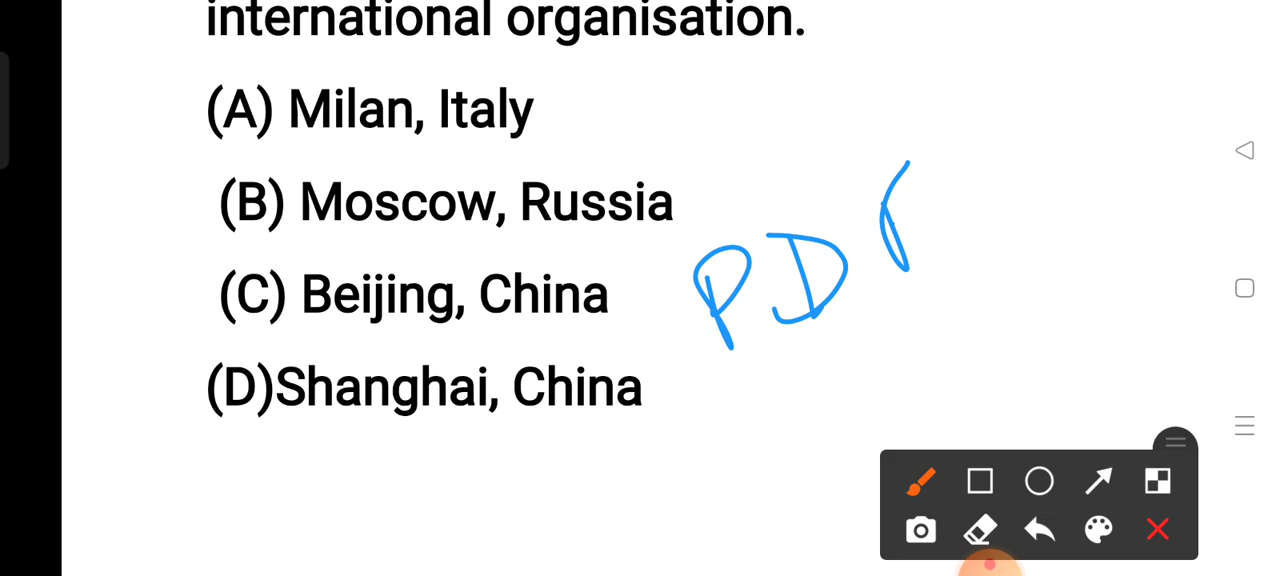 international organisation.
(A) Milan, Italy
(B) Moscow, Russia
(C) Beijing, China
PD
(D)Shanghai, China